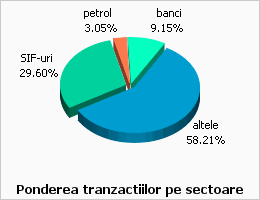 petrol
3.05%
banci
9.15%
SIF-uri
29.60%
altele
58.21%
Ponderea tranzactiilor pe sectoare